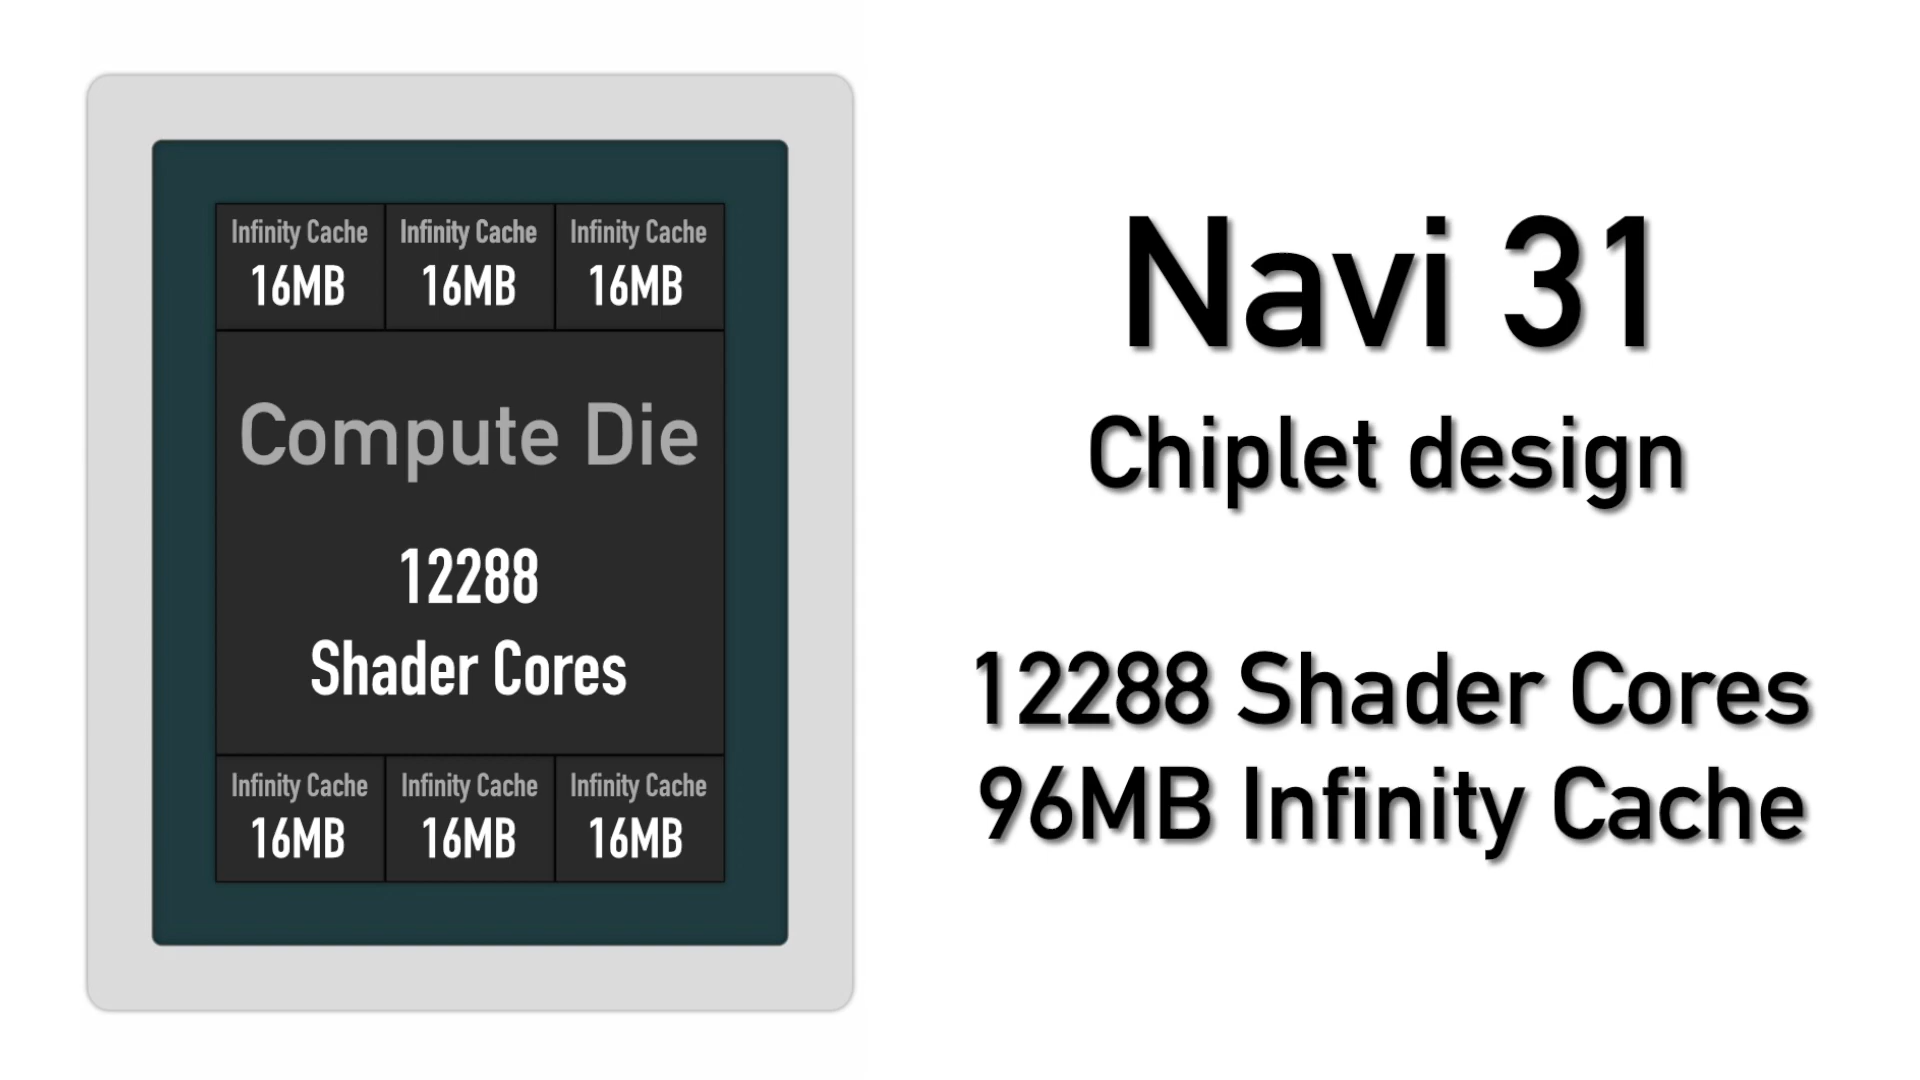 Infinity Cache Infinity Cache Infinity Cache
16MB 16MB 16MB
Compute Die
12288
Shader Cores
Infinity Cache Infinity Cache Infinity Cache
16MB 16MB 16MB
Navi 31
Chiplet design
12288 Shader Cores
96MB Infinity Cache